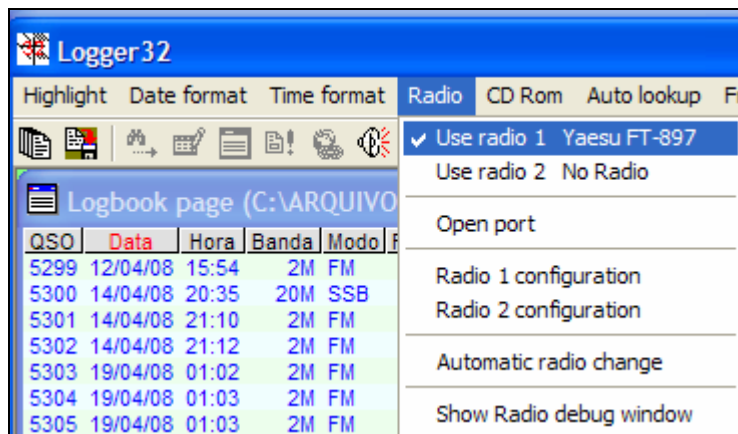 Logger32
Highlight Date format Time format Radio CD Rom Auto lookup
Use radio 1 Yaesu FT-897
Use radio 2 No Radio
Open port
Radio 1 configuration
Radio 2 configuration
Automatic radio change
Show Radio debug window
Logbook page (C:\ARQUIVO
QSO Data Hora Banda Modo
5299 12/04/08 15:54 2M FM
5300 14/04/08 20:35 20M SSB
5301 14/04/08 21:10 2M FM
5302 14/04/08 21:12 2M FM
5303 19/04/08 01:02 2M FM
5304 19/04/08 01:03 2M FM
5305 19/04/08 01:03 2M FM